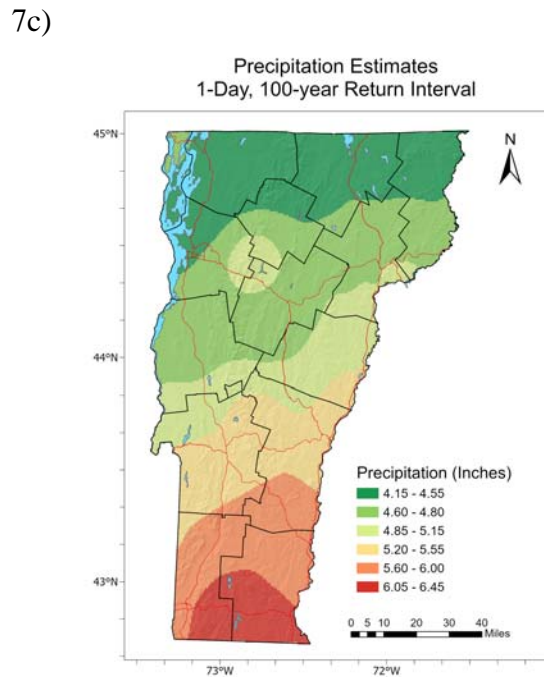 7c)
Precipitation Estimates
1-Day, 100-year Return Interval
45°N
N
44°N
43°N
Precipitation (Inches)
4.15 - 4.55
4.60 - 4.80
4.85 - 5.15
5.20 - 5.55
5.60 - 6.00
6.05 - 6.45
0 5 10 20 30 40
Miles
73°W 72°W